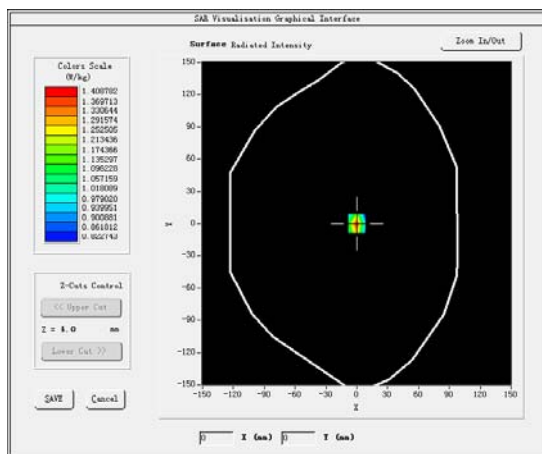 SAR Visualisation Graphical Interface
Surface Radiated Intensity
Zoom In/Out
Colors Scale
(W/kg)
1.408782
1.369713
1.330644
1.291574
1.252505
1.213436
1.174366
1.135297
1.096228
1.057159
1.018089
0.979020
0.939951
0.900881
0.861812
0.822743
Z-Cuts Control
<< Upper Cut
Z = 4.0 mm
Lower Cut >>
SAVE Cancel
150-
120-
90-
60-
30-
0-
-30-
-60-
-90-
-120-
-150-
Y
-150 -120 -90 -60 -30 0 30 60 90 120 150
X
0 X (mm) 0 Y (mm)